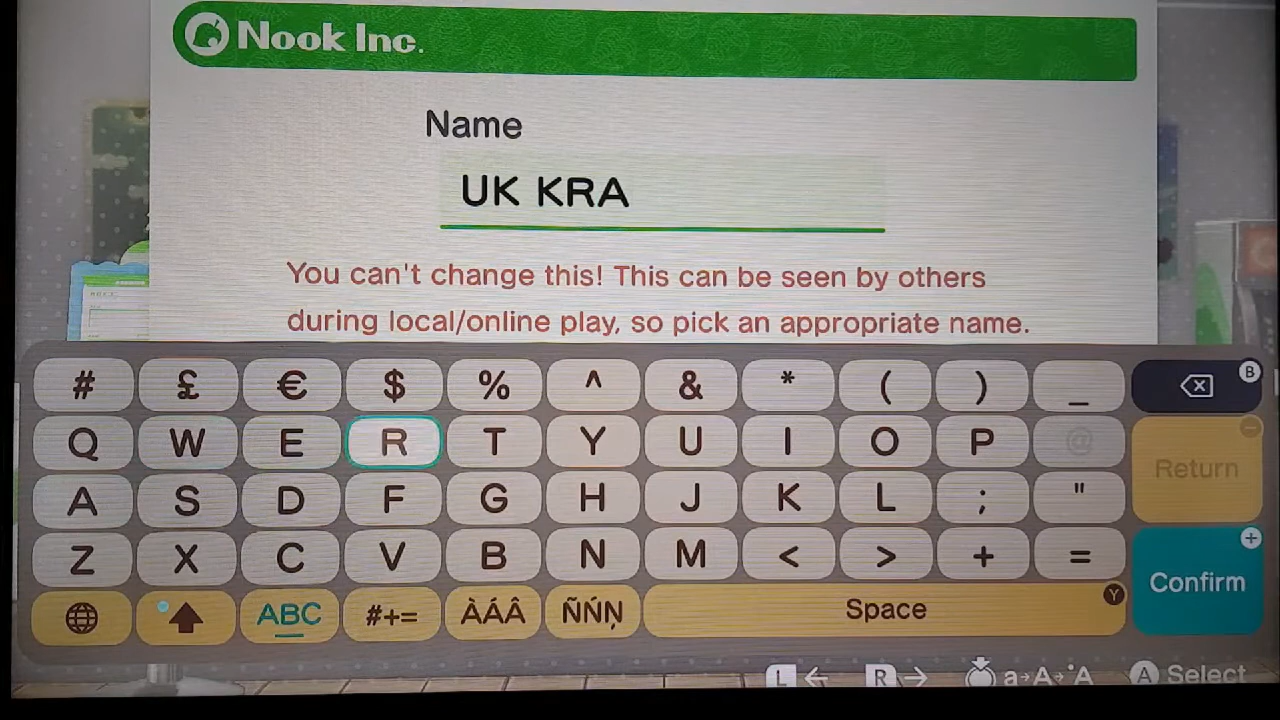 Nook Inc.
Name
UK KRA
You can't change this! This can be seen by others
during local/online play, so pick an appropriate name.
# £ € $ % ^ & * ( ) _ B
Q W E R T Y U I O P @ Return
A S D F G H J K L ; "
Z X C V B N M < > + = Confirm
ABC #+= ÀÁÂ ÑŃŅ Space Y
L ← R → a→A→A A Select